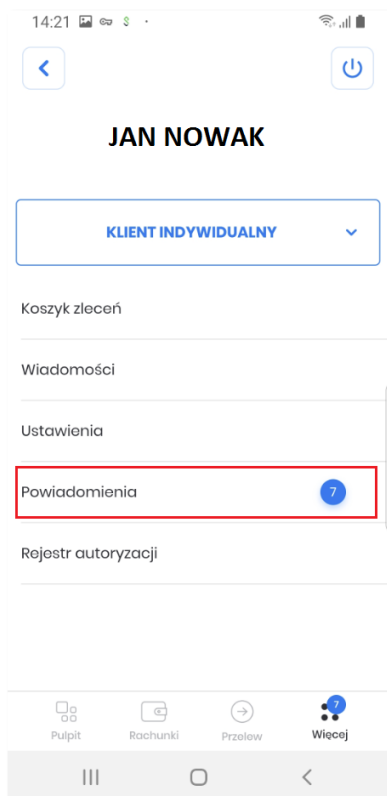 14:21
JAN NOWAK
KLIENT INDYWIDUALNY
Koszyk zleceń
Wiadomości
Ustawienia
Powiadomienia 7
Rejestr autoryzacji
7
Pulpit Rachunki Przelew Więcej